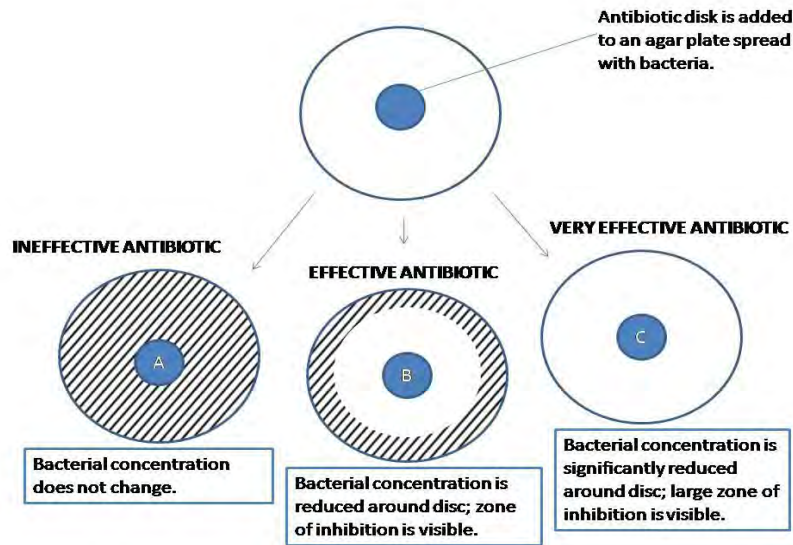 Antibiotic disk is added
to an agar plate spread
with bacteria.
INEFFECTIVE ANTIBIOTIC
EFFECTIVE ANTIBIOTIC
VERY EFFECTIVE ANTIBIOTIC
A
B
C
Bacterial concentration
does not change.
Bacterial concentration is
reduced around disc; zone
of inhibition is visible.
Bacterial concentration is
significantly reduced
around disc; large zone of
inhibition is visible.